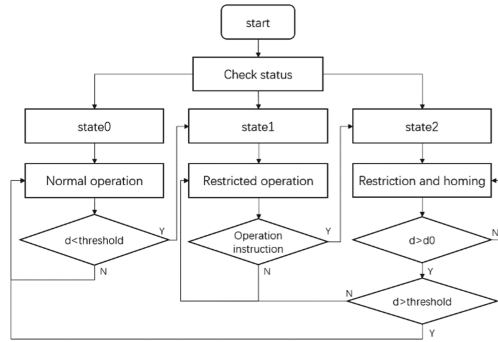 start
Check status
state0
state1
state2
Normal operation
Restricted operation
Restriction and homing
d<threshold
Y
N
Operation
instruction
Y
N
d>d0
N
Y
d>threshold
N
Y